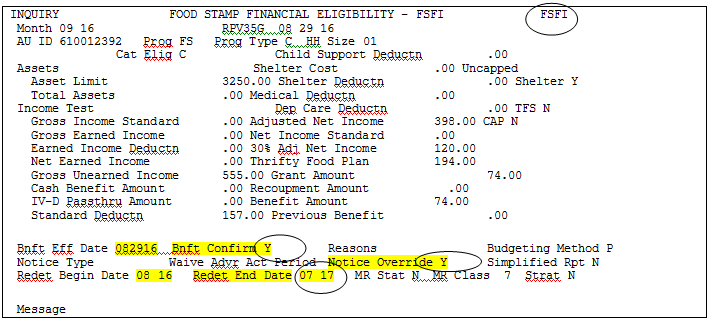 INQUIRY FOOD STAMP FINANCIAL ELIGIBILITY - FSFI FSFI
Month 09 16 RPV35G 08 29 16
AU ID 610012392 Prog FS Prog Type C HH Size 01
Cat Elig C Child Support Deductn .00
Assets Shelter Cost .00 Uncapped
Asset Limit 3250.00 Shelter Deductn .00 Shelter Y
Total Assets .00 Medical Deductn .00
Income Test Dep Care Deductn .00 TFS N
Gross Income Standard .00 Adjusted Net Income 398.00 CAP N
Gross Earned Income .00 Net Income Standard .00
Earned Income Deductn .00 30% Adj Net Income 120.00
Net Earned Income .00 Thrifty Food Plan 194.00
Gross Unearned Income 555.00 Grant Amount 74.00
Cash Benefit Amount .00 Recoupment Amount .00
IV-D Passthru Amount .00 Benefit Amount 74.00
Standard Deductn 157.00 Previous Benefit .00
Bnft Eff Date 082916 Bnft Confirm Y Reasons Budgeting Method P
Notice Type Waive Advr Act Period Notice Override Y Simplified Rpt N
Redet Begin Date 08 16 Redet End Date 07 17 MR Stat N MR Class 7 Strat N
Message